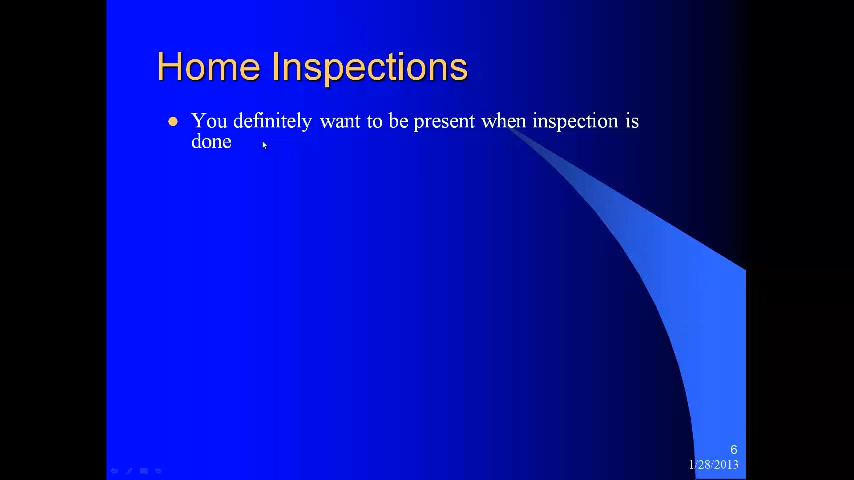 Home Inspections
You definitely want to be present when inspection is
done
6
1/28/2013